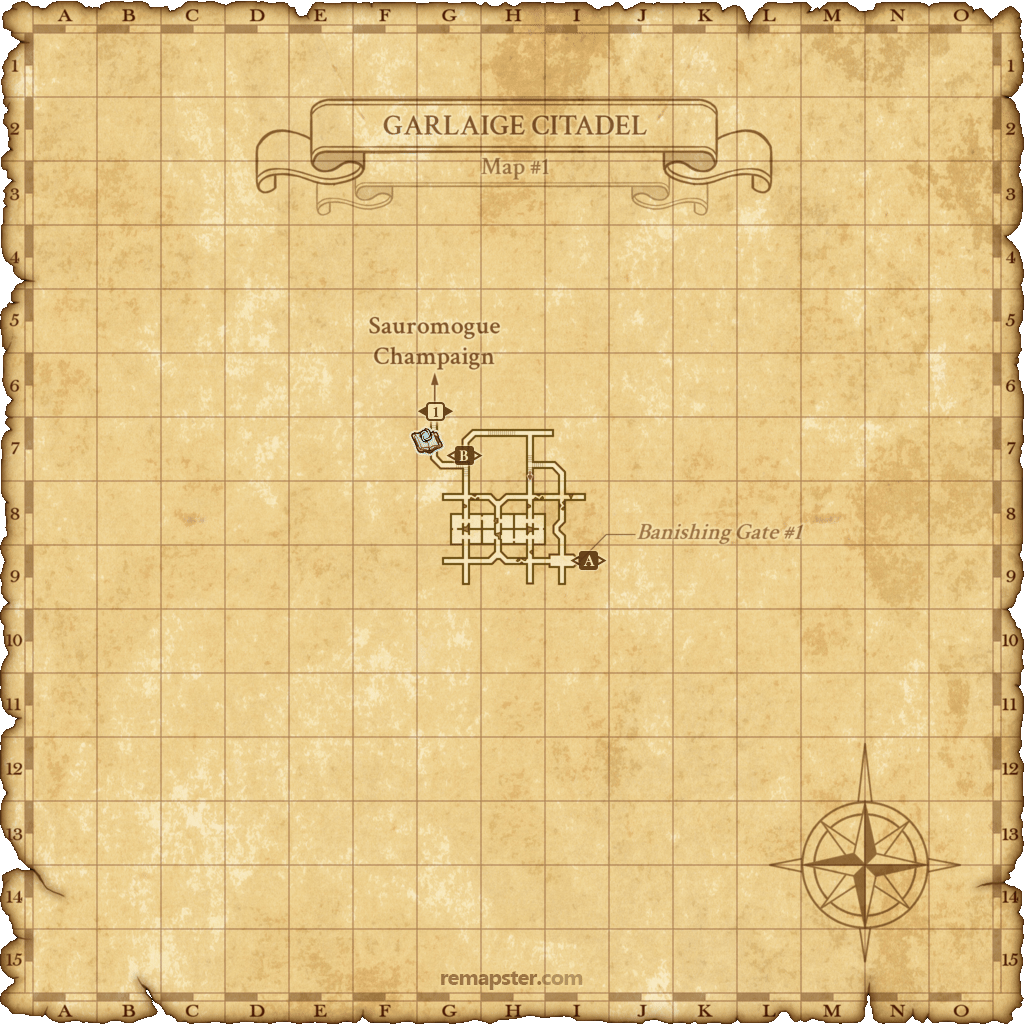 A B C D E F G H I J K L M N O
1 1
2 2
GARLAIGE CITADEL
Map #1
3 3
4 4
5 5
Sauromogue
Champaign
6 6
1
7 7
B
8 8
Banishing Gate #1
A
9 9
10 10
11 11
12 12
13 13
14 14
15 15
remapster.com
A B C D E F G H I J K L M N O